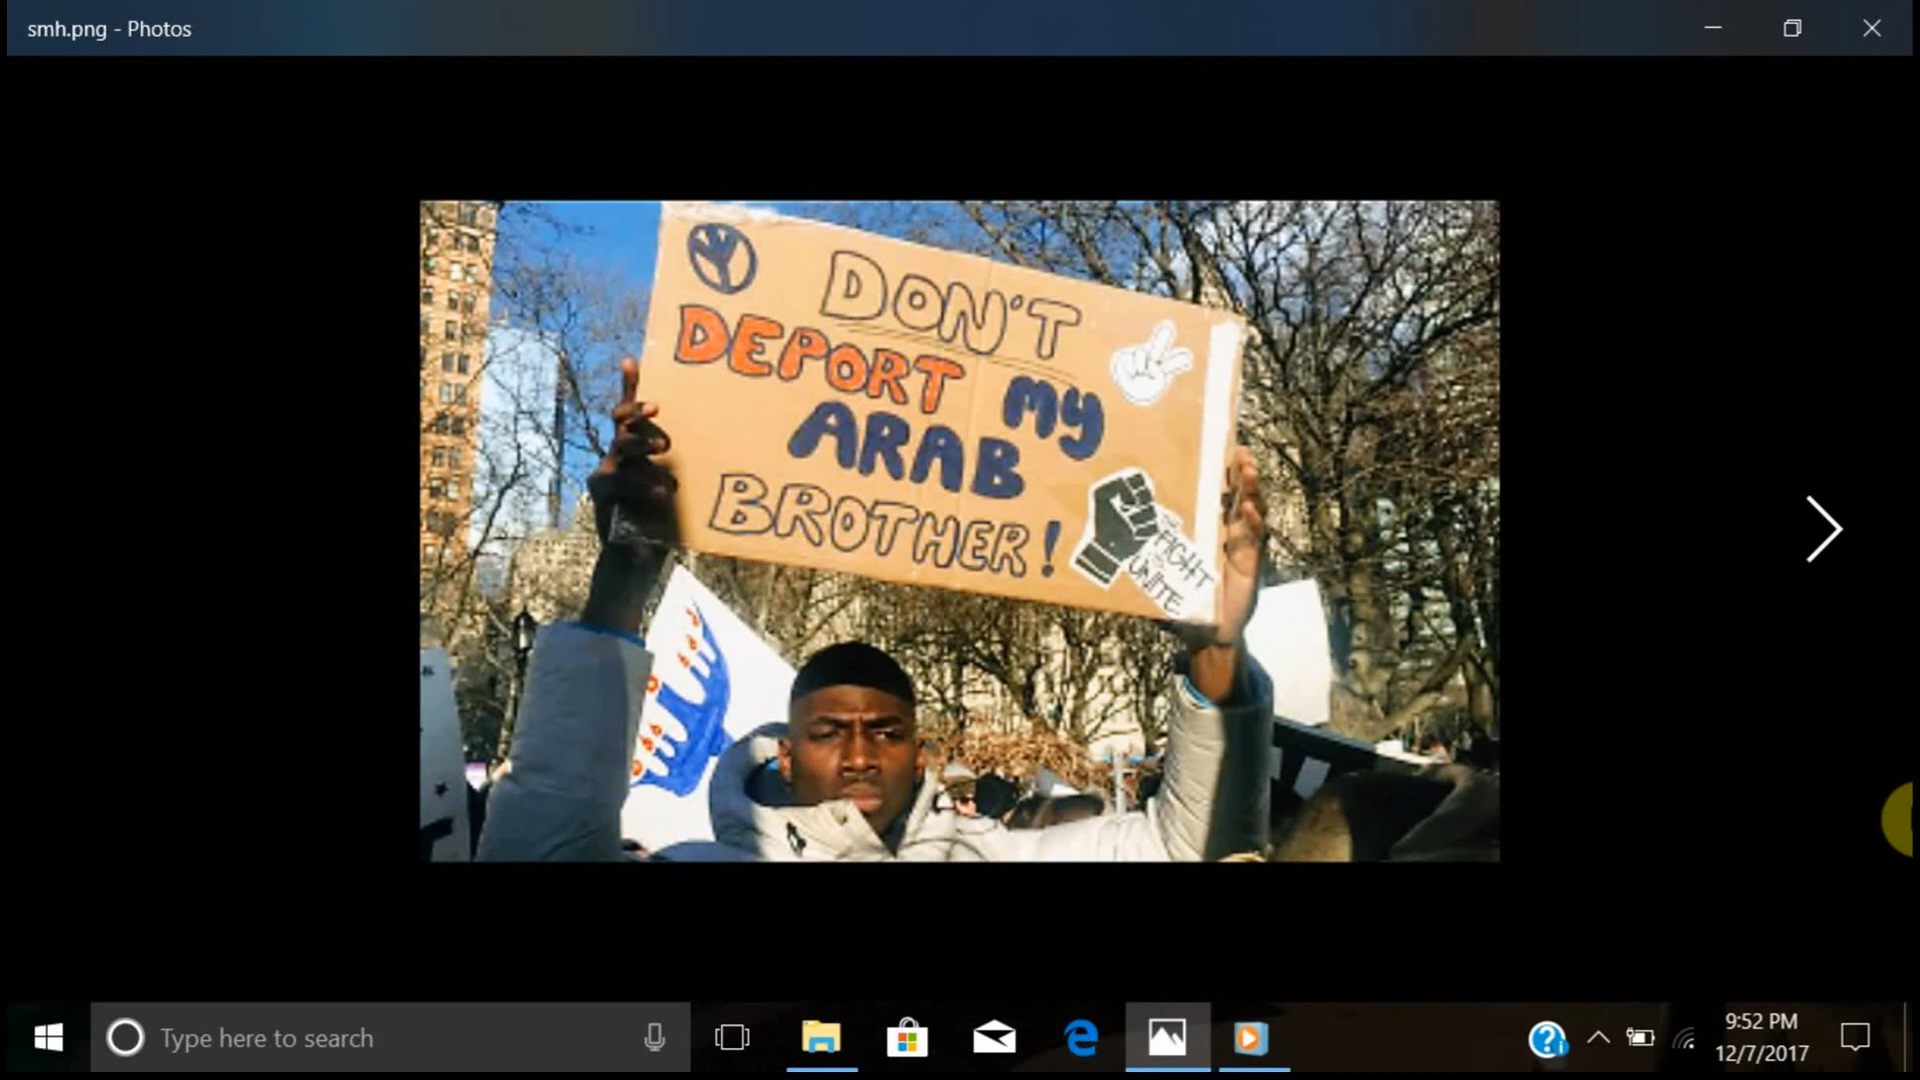 smh.png - Photos
DON'T
DEPORT MY
ARAB
BROTHER!
FIGHT
UNITE
Type here to search
9:52 PM
12/7/2017